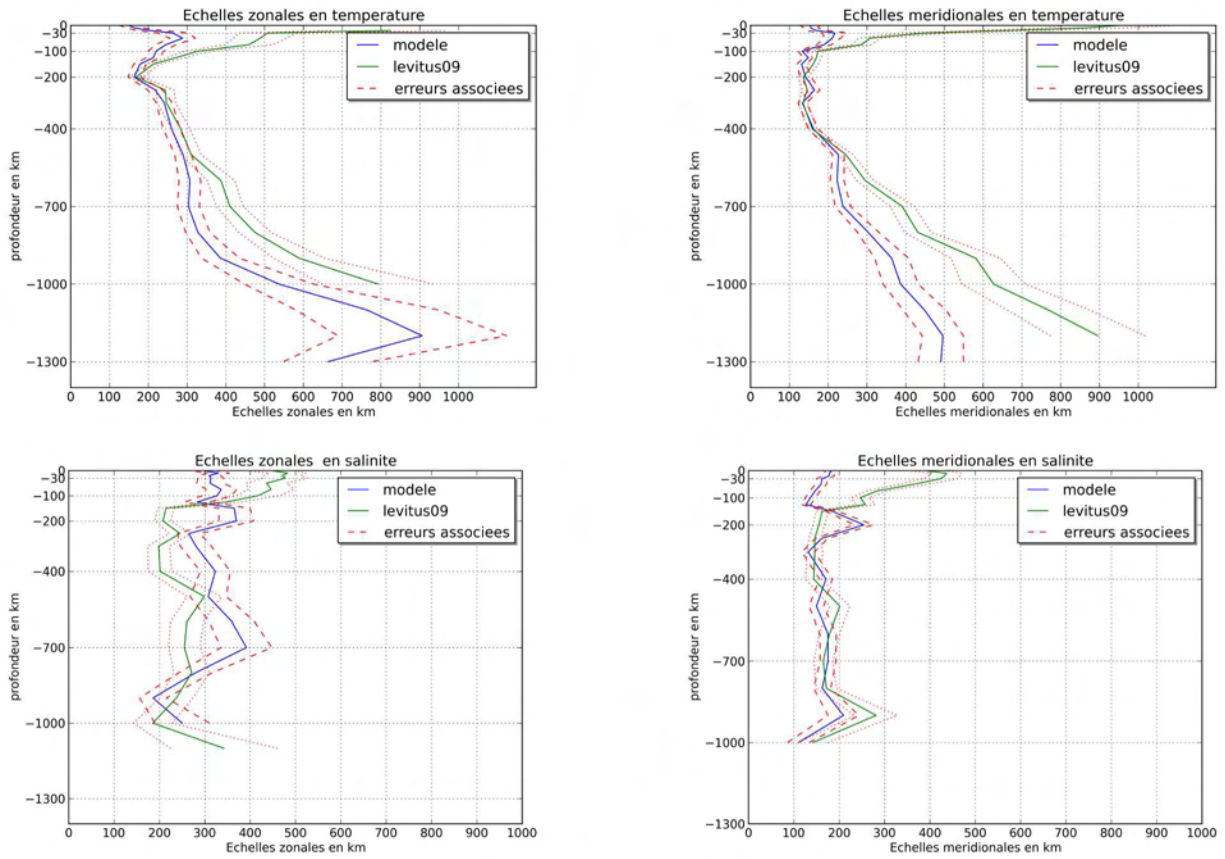 Echelles zonales en temperature
0
−30
−100
−200
−400
−700
−1000
−1300
profondeur en km
modele
levitus09
erreurs associees
0 100 200 300 400 500 600 700 800 900 1000
Echelles zonales en km
Echelles meridionales en temperature
0
−30
−100
−200
−400
−700
−1000
−1300
profondeur en km
modele
levitus09
erreurs associees
0 100 200 300 400 500 600 700 800 900 1000
Echelles meridionales en km
Echelles zonales en salinite
0
−30
−100
−200
−400
−700
−1000
−1300
profondeur en km
modele
levitus09
erreurs associees
0 100 200 300 400 500 600 700 800 900 1000
Echelles zonales en km
Echelles meridionales en salinite
0
−30
−100
−200
−400
−700
−1000
−1300
profondeur en km
modele
levitus09
erreurs associees
0 100 200 300 400 500 600 700 800 900 1000
Echelles meridionales en km